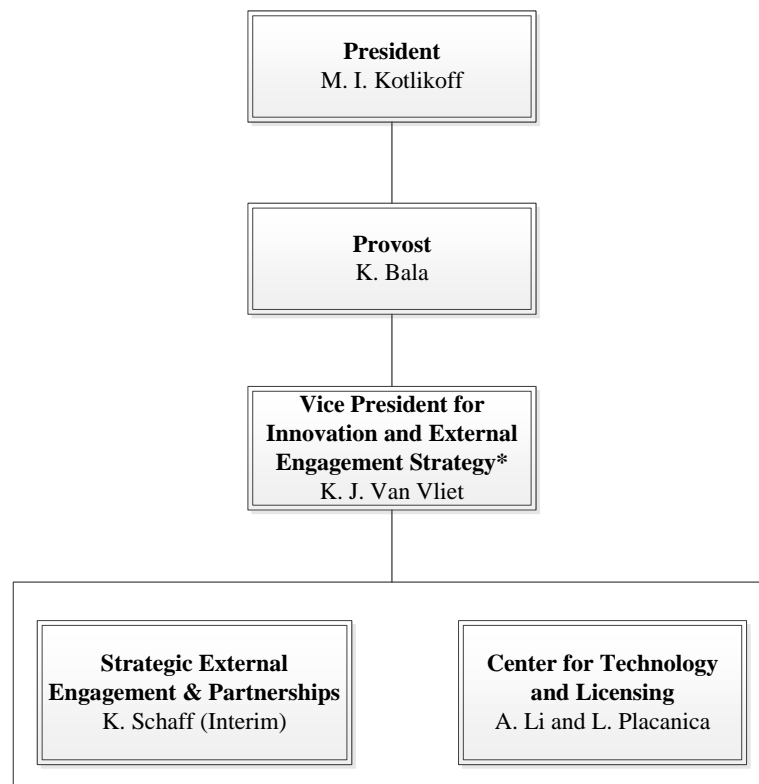 President
M. I. Kotlikoff
Provost
K. Bala
Vice President for
Innovation and External
Engagement Strategy*
K. J. Van Vliet
Strategic External
Engagement & Partnerships
K. Schaff (Interim)
Center for Technology
and Licensing
A. Li and L. Placanica